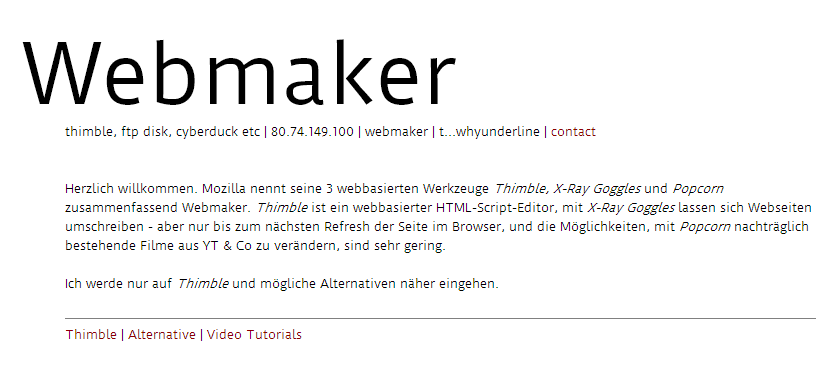 Webmaker
thimble, ftp disk, cyberduck etc | 80.74.149.100 | webmaker | t...whyunderline | contact
Herzlich willkommen. Mozilla nennt seine 3 webbasierten Werkzeuge Thimble, X-Ray Goggles und Popcorn
zusammenfassend Webmaker. Thimble ist ein webbasierter HTML-Script-Editor, mit X-Ray Goggles lassen sich Webseiten
umschreiben - aber nur bis zum nächsten Refresh der Seite im Browser, und die Möglichkeiten, mit Popcorn nachträglich
bestehende Filme aus YT & Co zu verändern, sind sehr gering.
Ich werde nur auf Thimble und mögliche Alternativen näher eingehen.
Thimble | Alternative | Video Tutorials